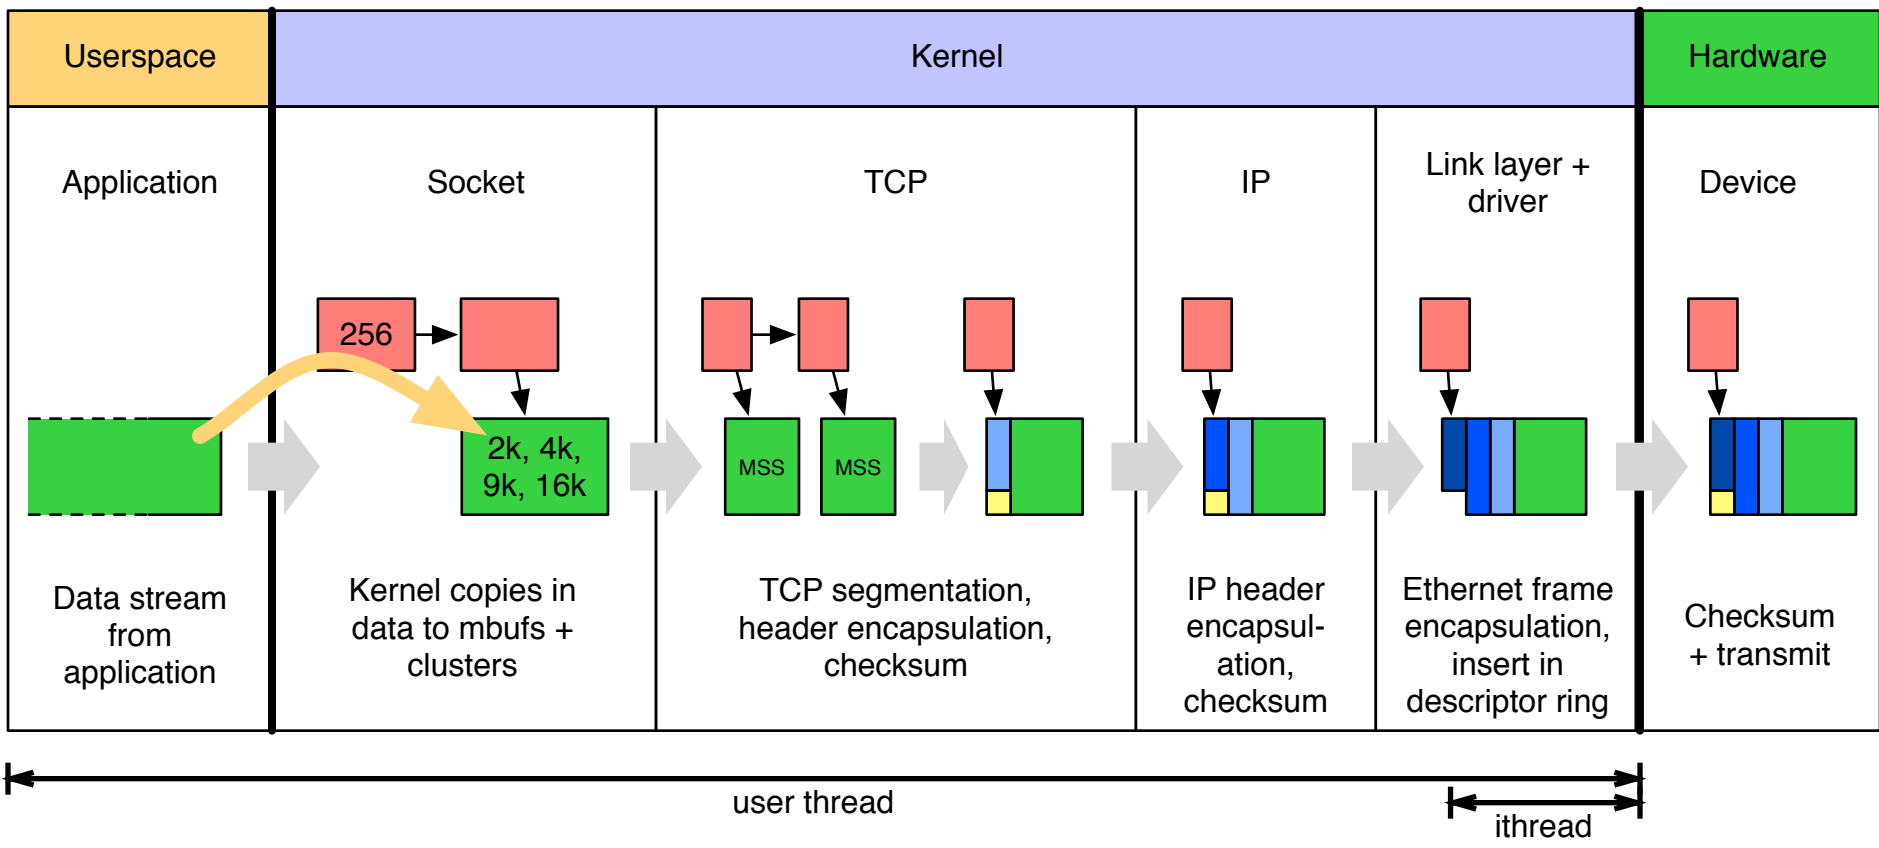 Userspace
Kernel
Hardware
Application
Socket
TCP
IP
Link layer +
driver
Device
256
2k, 4k,
9k, 16k
MSS
MSS
Data stream
from
application
Kernel copies in
data to mbufs +
clusters
TCP segmentation,
header encapsulation,
checksum
IP header
encapsul-
ation,
checksum
Ethernet frame
encapsulation,
insert in
descriptor ring
Checksum
+ transmit
user thread
ithread